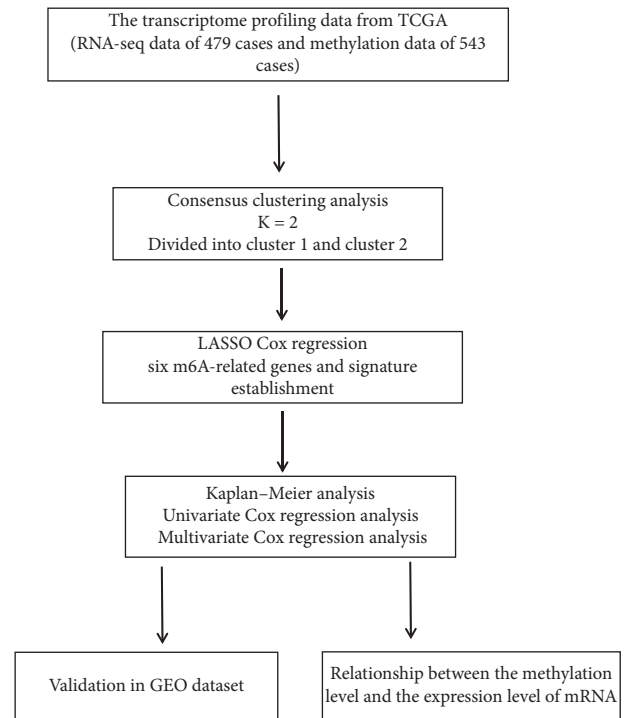 The transcriptome profiling data from TCGA
(RNA-seq data of 479 cases and methylation data of 543
cases)
Consensus clustering analysis
K = 2
Divided into cluster 1 and cluster 2
LASSO Cox regression
six m6A-related genes and signature
establishment
Kaplan–Meier analysis
Univariate Cox regression analysis
Multivariate Cox regression analysis
Validation in GEO dataset
Relationship between the methylation
level and the expression level of mRNA